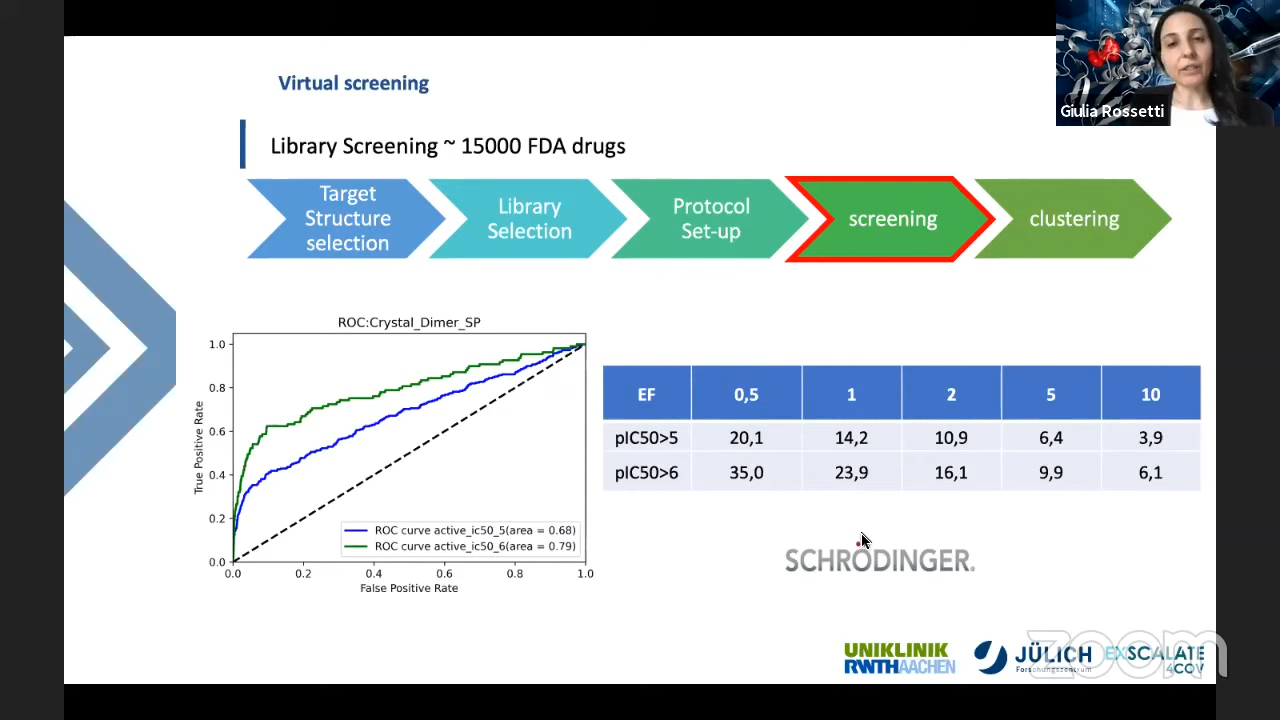 Virtual screening
Giulia Rossetti
Library Screening ~ 15000 FDA drugs
Target
Structure
selection
Library
Selection
Protocol
Set-up
screening
clustering
ROC:Crystal_Dimer_SP
True Positive Rate
1.0
0.8
0.6
0.4
0.2
0.0
0.0 0.2 0.4 0.6 0.8 1.0
False Positive Rate
ROC curve active_ic50_5(area = 0.68)
ROC curve active_ic50_6(area = 0.79)
EF 0,5 1 2 5 10
pIC50>5 20,1 14,2 10,9 6,4 3,9
pIC50>6 35,0 23,9 16,1 9,9 6,1
SCHRÖDINGER.
UNIKLINIK
RWTHAACHEN
JÜLICH
Forschungszentrum
EXSCALATE
4COV
zoom